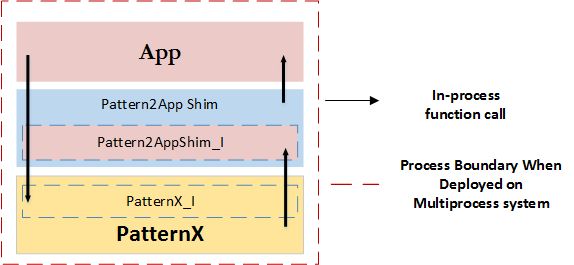 App
Pattern2App Shim
Pattern2AppShim_I
PatternX_I
PatternX
In-process
function call
Process Boundary When
Deployed on
Multiprocess system